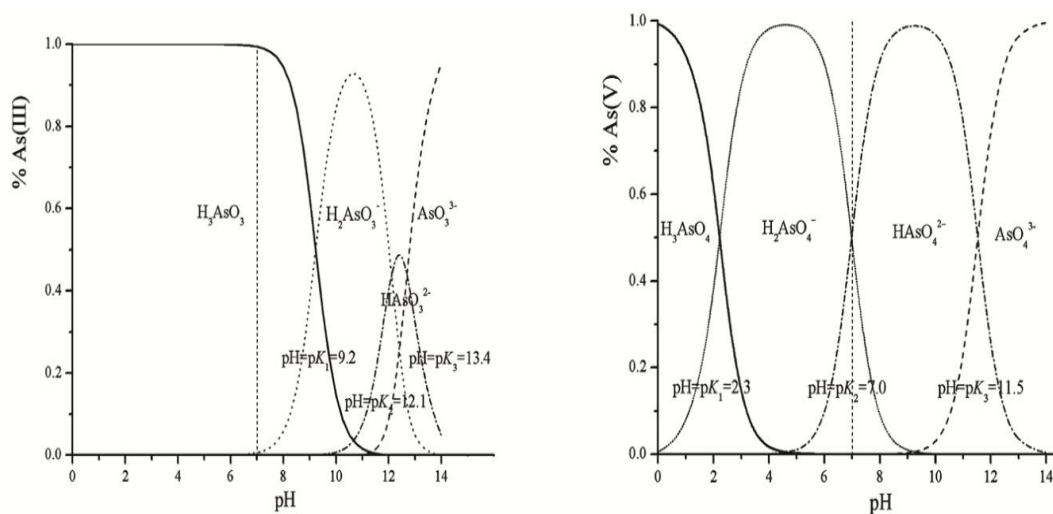 % As(III)
1.0
0.8
0.6
0.4
0.2
0.0
H₃AsO₃
H₂AsO₃⁻
AsO₃³⁻
HAsO₃²⁻
pH=pK₁=9.2
pH=pK₃=13.4
pH=pK₂=12.1
0 2 4 6 8 10 12 14
pH
% As(V)
1.0
0.8
0.6
0.4
0.2
0.0
H₃AsO₄
H₂AsO₄⁻
HAsO₄²⁻
AsO₄³⁻
pH=pK₁=2.3
pH=pK₂=7.0
pH=pK₃=11.5
0 2 4 6 8 10 12 14
pH